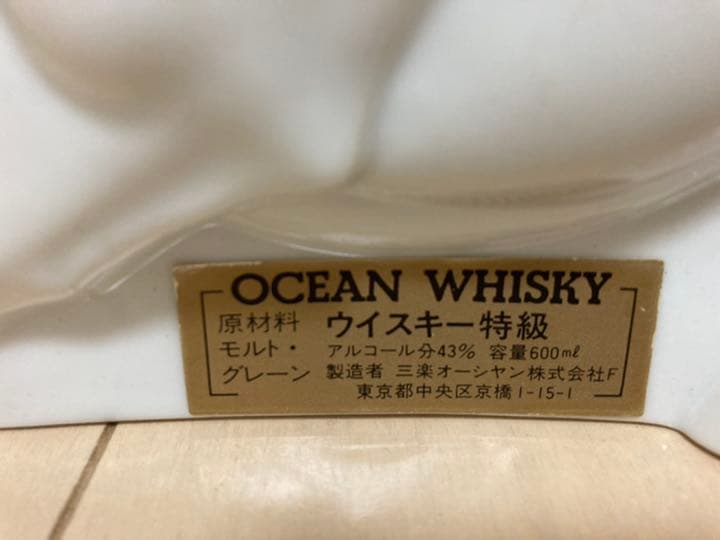 OCEAN WHISKY
原材料 ウイスキー特級
モルト・ アルコール分43% 容量600ml
グレーン 製造者 三楽オーシヤン株式会社F
東京都中央区京橋1-15-1